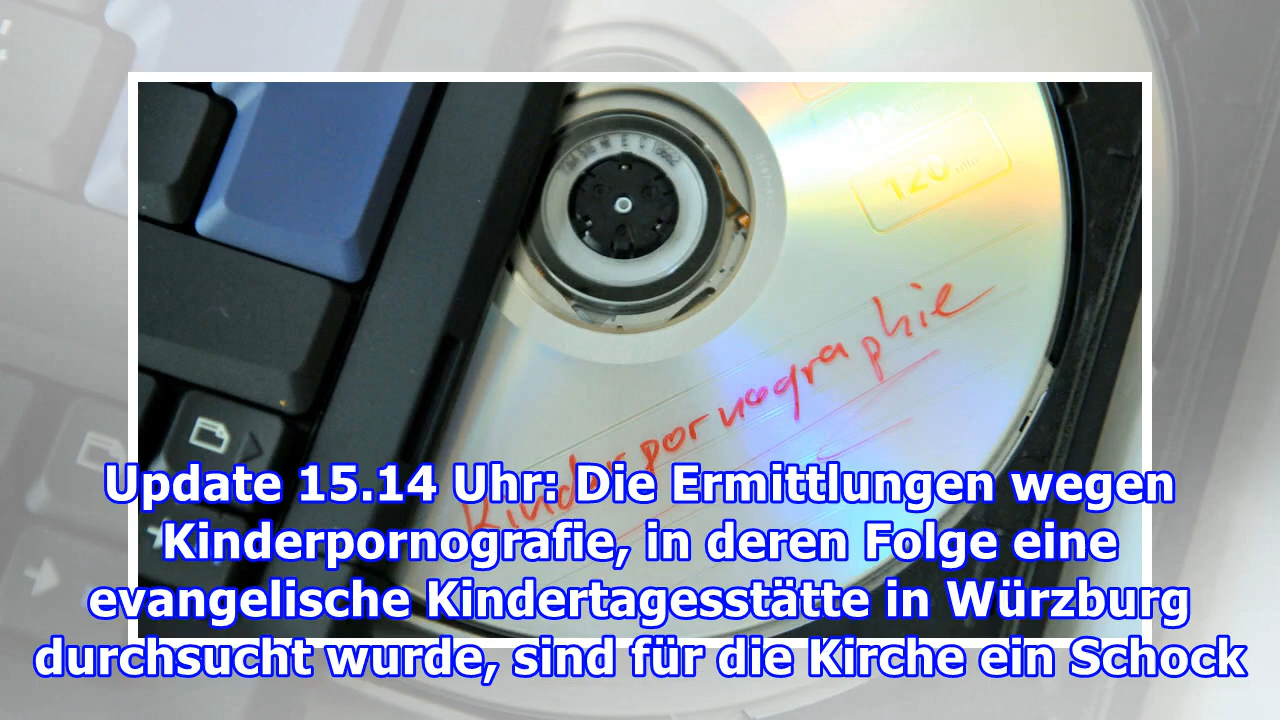 120 min
Kinderpornographie
Update 15.14 Uhr: Die Ermittlungen wegen
Kinderpornografie, in deren Folge eine
evangelische Kindertagesstätte in Würzburg
durchsucht wurde, sind für die Kirche ein Schock